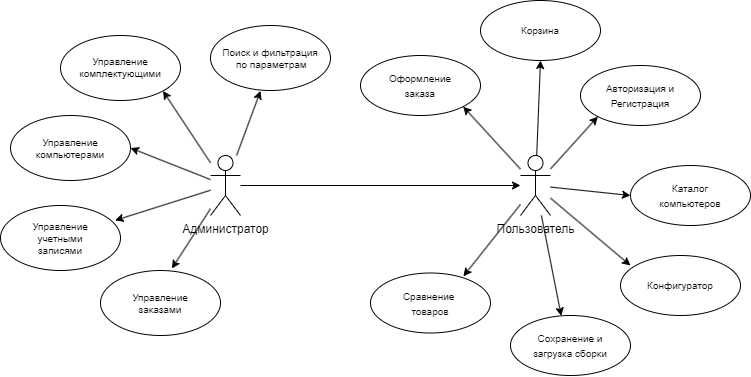 Корзина
Управление
комплектующими
Поиск и фильтрация
по параметрам
Оформление
заказа
Авторизация и
Регистрация
Управление
компьютерами
Каталог
компьютеров
Управление
учетными
записями
Администратор
Пользователь
Конфигуратор
Управление
заказами
Сравнение
товаров
Сохранение и
загрузка сборки